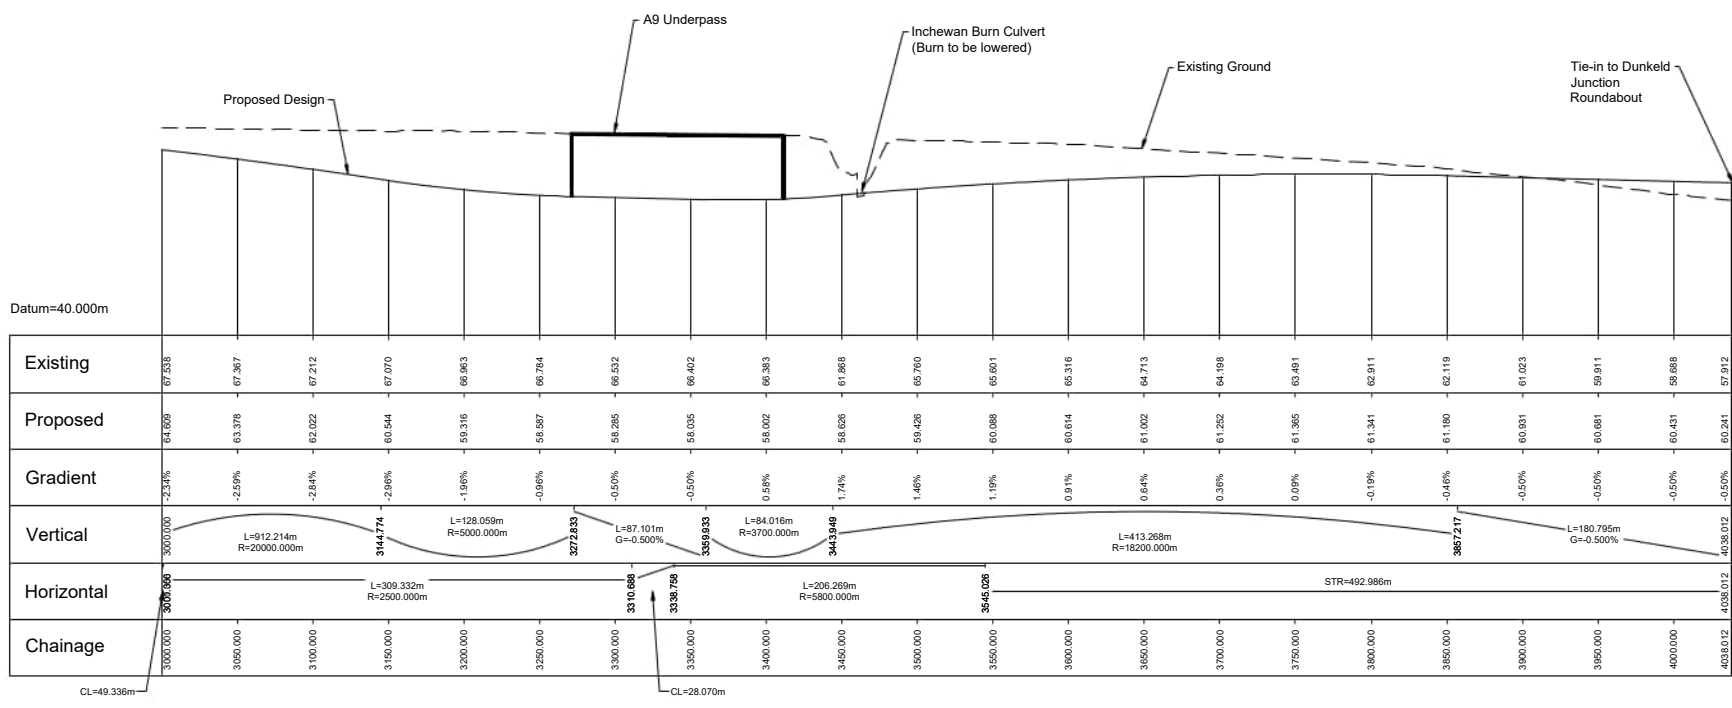 A9 Underpass
Inchewan Burn Culvert
(Burn to be lowered)
Existing Ground
Tie-in to Dunkeld
Junction
Roundabout
Proposed Design
Datum=40.000m
Existing 67.538 67.367 67.212 67.070 66.963 66.784 66.532 66.402 66.383 61.868 65.760 65.601 65.316 64.713 64.198 63.491 62.911 62.119 61.023 59.911 58.688 57.919
Proposed 64.609 63.378 62.022 60.544 59.316 58.587 58.285 58.035 58.002 58.626 59.426 60.088 60.614 61.002 61.252 61.365 61.341 61.180 60.931 60.681 60.431 60.241
Gradient -2.34% -2.59% -2.84% -2.96% -1.96% -0.96% -0.50% -0.50% 0.58% 1.74% 1.46% 1.19% 0.91% 0.64% 0.36% 0.09% -0.19% -0.46% -0.50% -0.50% -0.50% -0.50%
Vertical
3000.000
L=912.214m
R=20000.000m
3144.774
L=128.059m
R=5000.000m
3272.833
L=87.101m
G=-0.500%
3359.933
L=84.016m
R=3700.000m
3443.949
L=413.268m
R=18200.000m
3857.217
L=180.795m
G=-0.500%
4038.012
Horizontal
L=309.332m
R=2500.000m
3310.688
3338.758
L=206.269m
R=5800.000m
3545.026
STR=492.986m
4038.012
Chainage 3000.000 3050.000 3100.000 3150.000 3200.000 3250.000 3300.000 3350.000 3400.000 3450.000 3500.000 3550.000 3600.000 3650.000 3700.000 3750.000 3800.000 3850.000 3900.000 3950.000 4000.000 4038.012
CL=49.336m
CL=28.070m